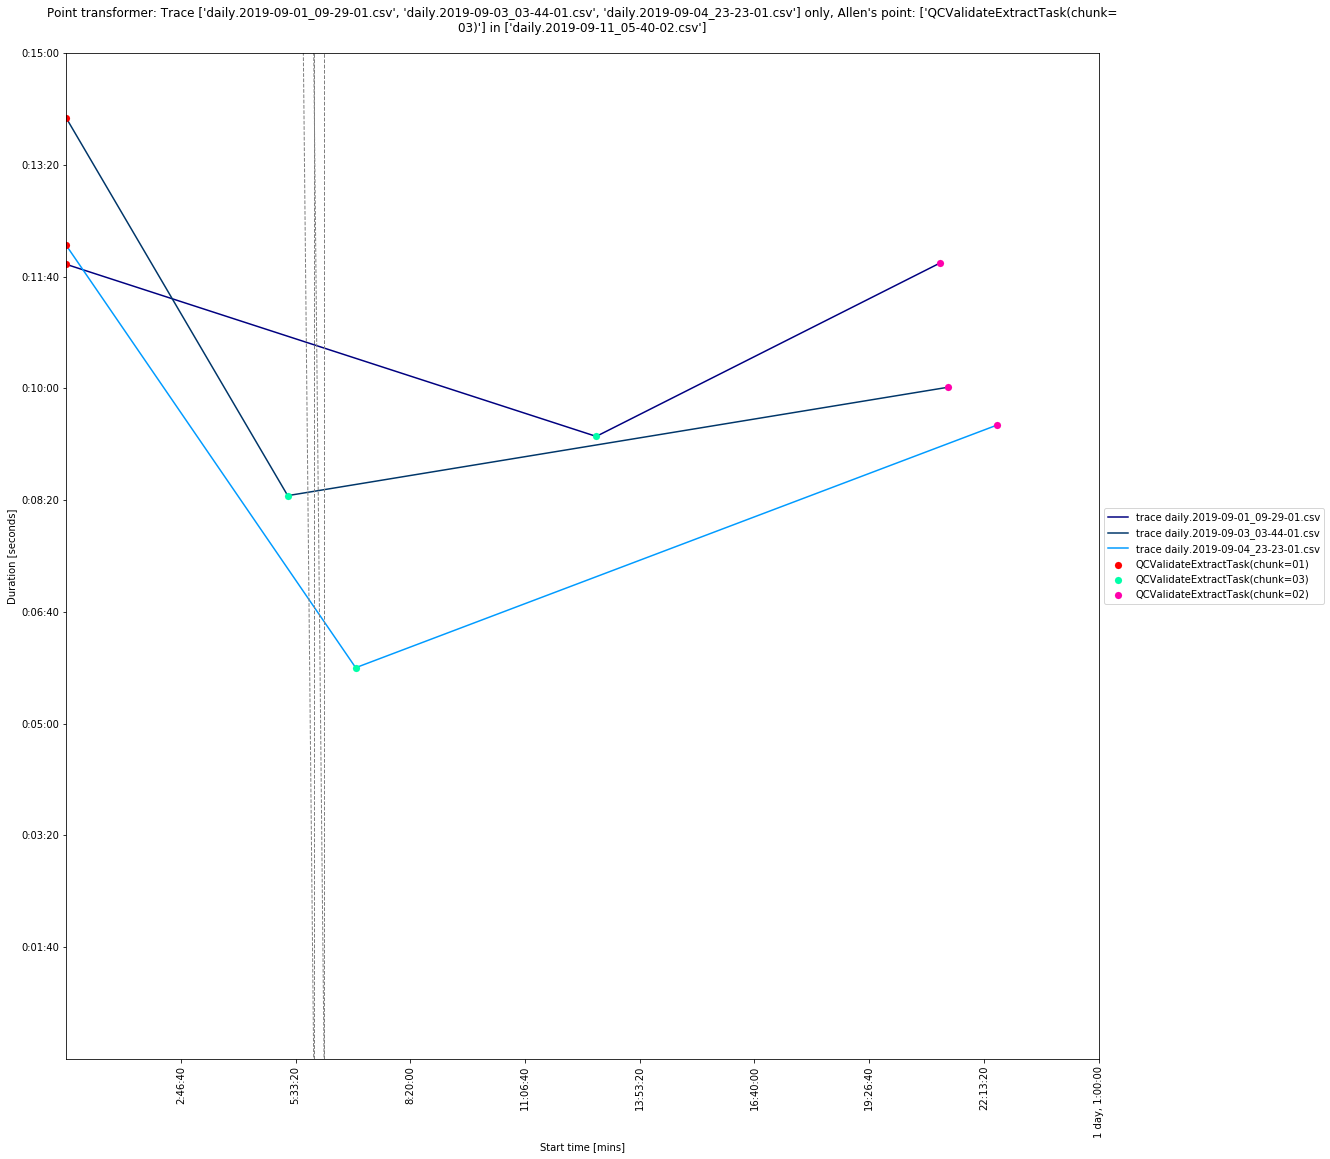 Point transformer: Trace ['daily.2019-09-01_09-29-01.csv', 'daily.2019-09-03_03-44-01.csv', 'daily.2019-09-04_23-23-01.csv'] only, Allen's point: ['QCValidateExtractTask(chunk=
03)'] in ['daily.2019-09-11_05-40-02.csv']
0:15:00
0:13:20
0:11:40
0:10:00
0:08:20
0:06:40
0:05:00
0:03:20
0:01:40
Duration [seconds]
trace daily.2019-09-01_09-29-01.csv
trace daily.2019-09-03_03-44-01.csv
trace daily.2019-09-04_23-23-01.csv
QCValidateExtractTask(chunk=01)
QCValidateExtractTask(chunk=03)
QCValidateExtractTask(chunk=02)
2:46:40
5:33:20
8:20:00
11:06:40
13:53:20
16:40:00
19:26:40
22:13:20
1 day, 1:00:00
Start time [mins]